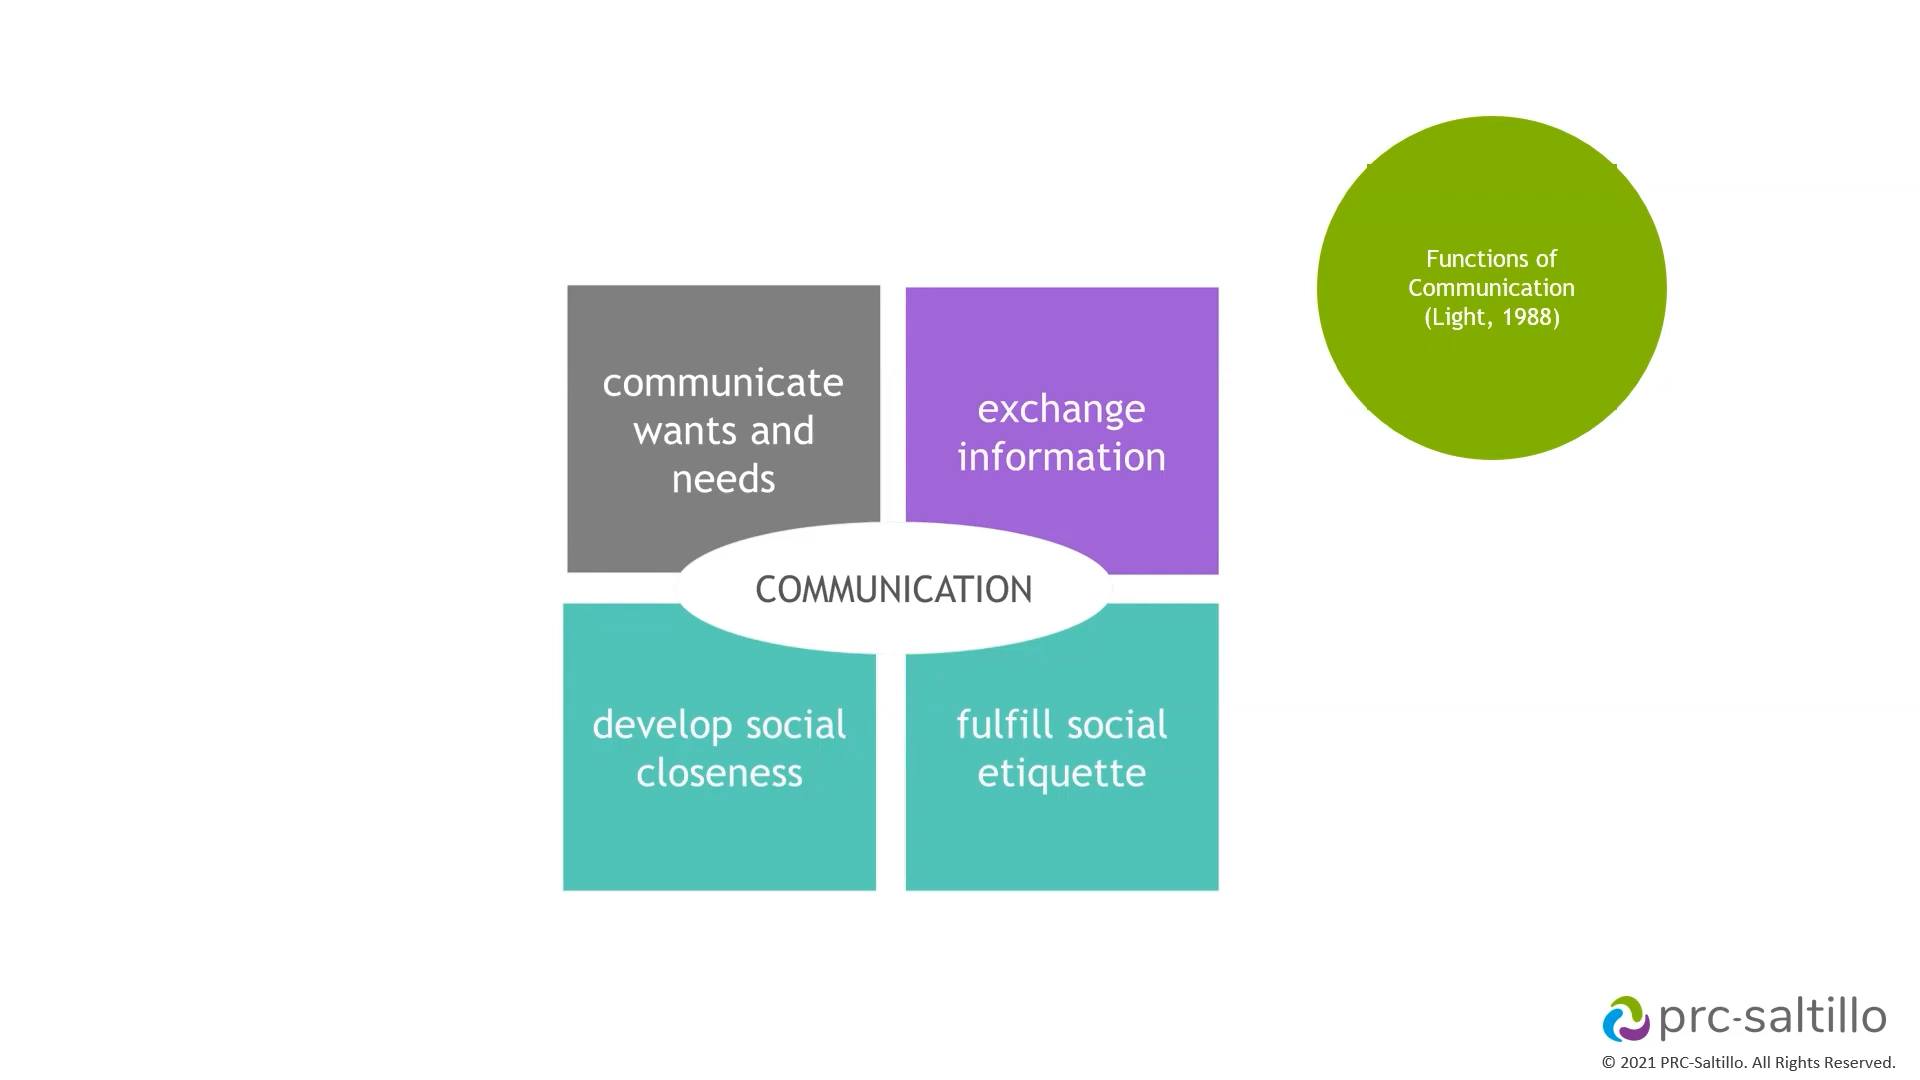 Functions of
Communication
(Light, 1988)
communicate
wants and
needs
exchange
information
COMMUNICATION
develop social
closeness
fulfill social
etiquette
prc-saltillo
© 2021 PRC-Saltillo. All Rights Reserved.